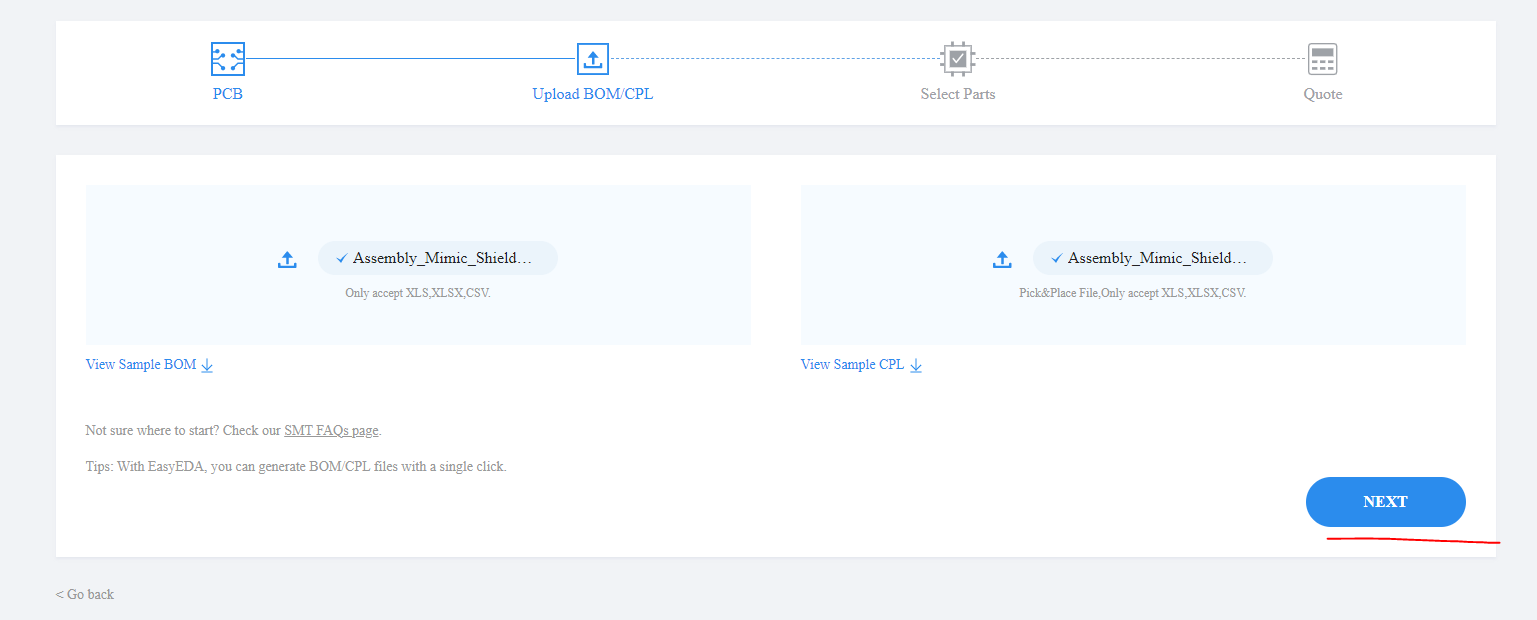 PCB
Upload BOM/CPL
Select Parts
Quote
Assembly_Mimic_Shield...
Only accept XLS,XLSX,CSV.
View Sample BOM
Assembly_Mimic_Shield...
Pick&Place File,Only accept XLS,XLSX,CSV.
View Sample CPL
Not sure where to start? Check our SMT FAQs page.
Tips: With EasyEDA, you can generate BOM/CPL files with a single click.
NEXT
< Go back